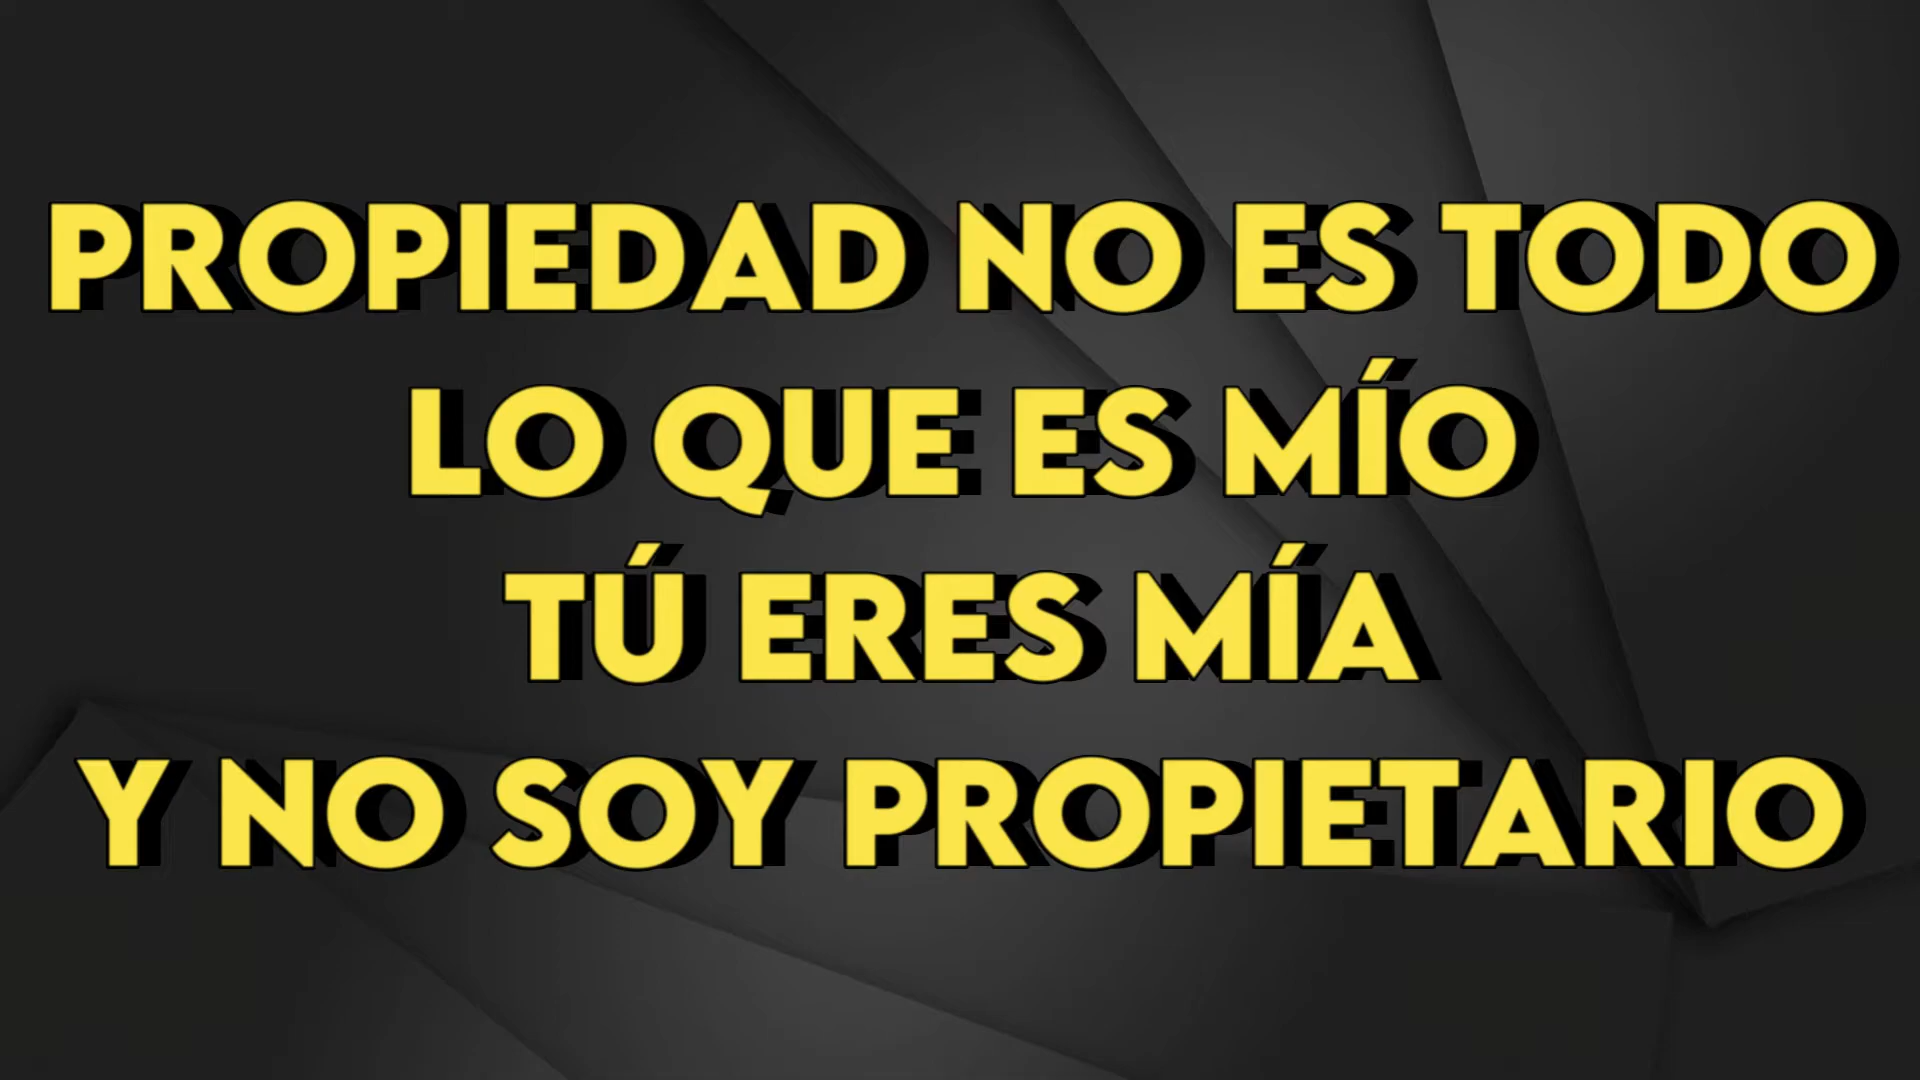 PROPIEDAD NO ES TODO
LO QUE ES MÍO
TÚ ERES MÍA
Y NO SOY PROPIETARIO